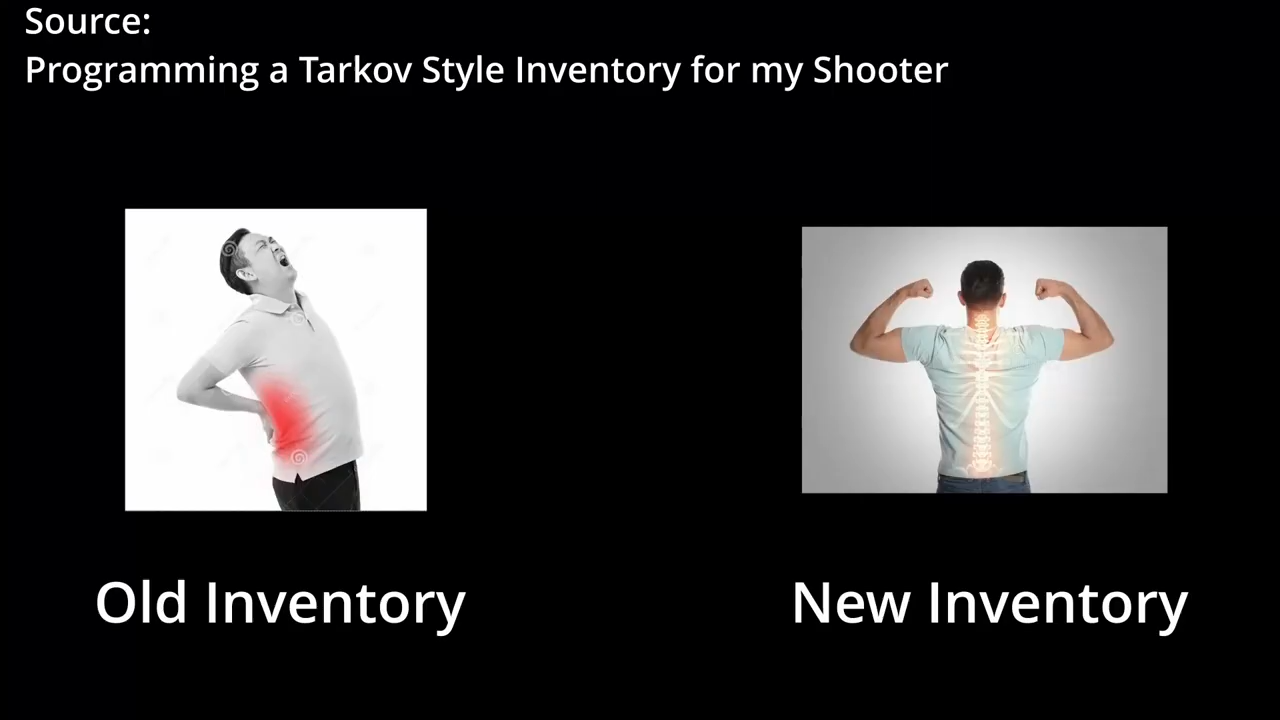 Source:
Programming a Tarkov Style Inventory for my Shooter
Old Inventory
New Inventory